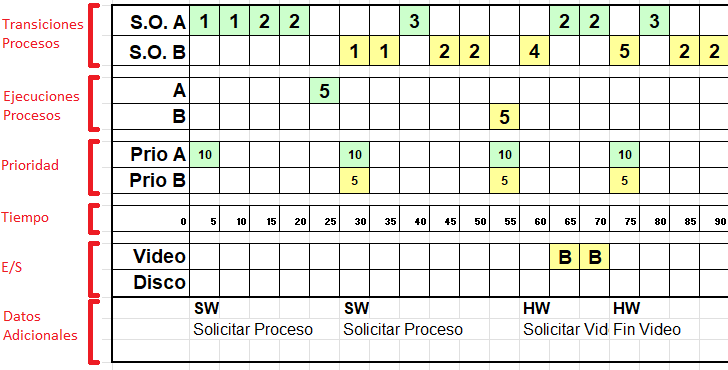 Transiciones
Procesos
S.O. A 1 1 2 2 3 2 2 3
S.O. B 1 1 2 2 4 5 2 2
Ejecuciones
Procesos
A 5
B 5
Prioridad
Prio A 10 10 10 10
Prio B 5 5 5
Tiempo 0 5 10 15 20 25 30 35 40 45 50 55 60 65 70 75 80 85 90
E/S
Video B B
Disco
Datos
Adicionales
SW SW HW HW
Solicitar Proceso Solicitar Proceso Solicitar Vid Fin Video